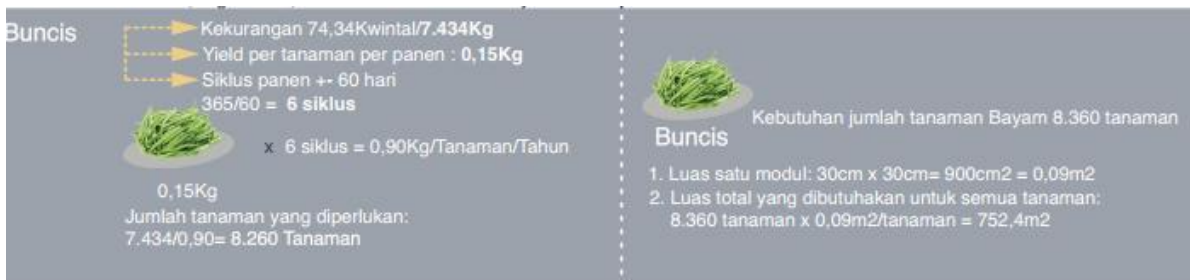 Buncis
Kekurangan 74,34Kwintal/7.434Kg
Yield per tanaman per panen : 0,15Kg
Siklus panen +- 60 hari
365/60 = 6 siklus
x 6 siklus = 0,90Kg/Tanaman/Tahun
0,15Kg
Jumlah tanaman yang diperlukan:
7.434/0,90= 8.260 Tanaman
Kebutuhan jumlah tanaman Bayam 8.360 tanaman
Buncis
1. Luas satu modul: 30cm x 30cm= 900cm2 = 0,09m2
2. Luas total yang dibutuhakan untuk semua tanaman:
8.360 tanaman x 0,09m2/tanaman = 752,4m2